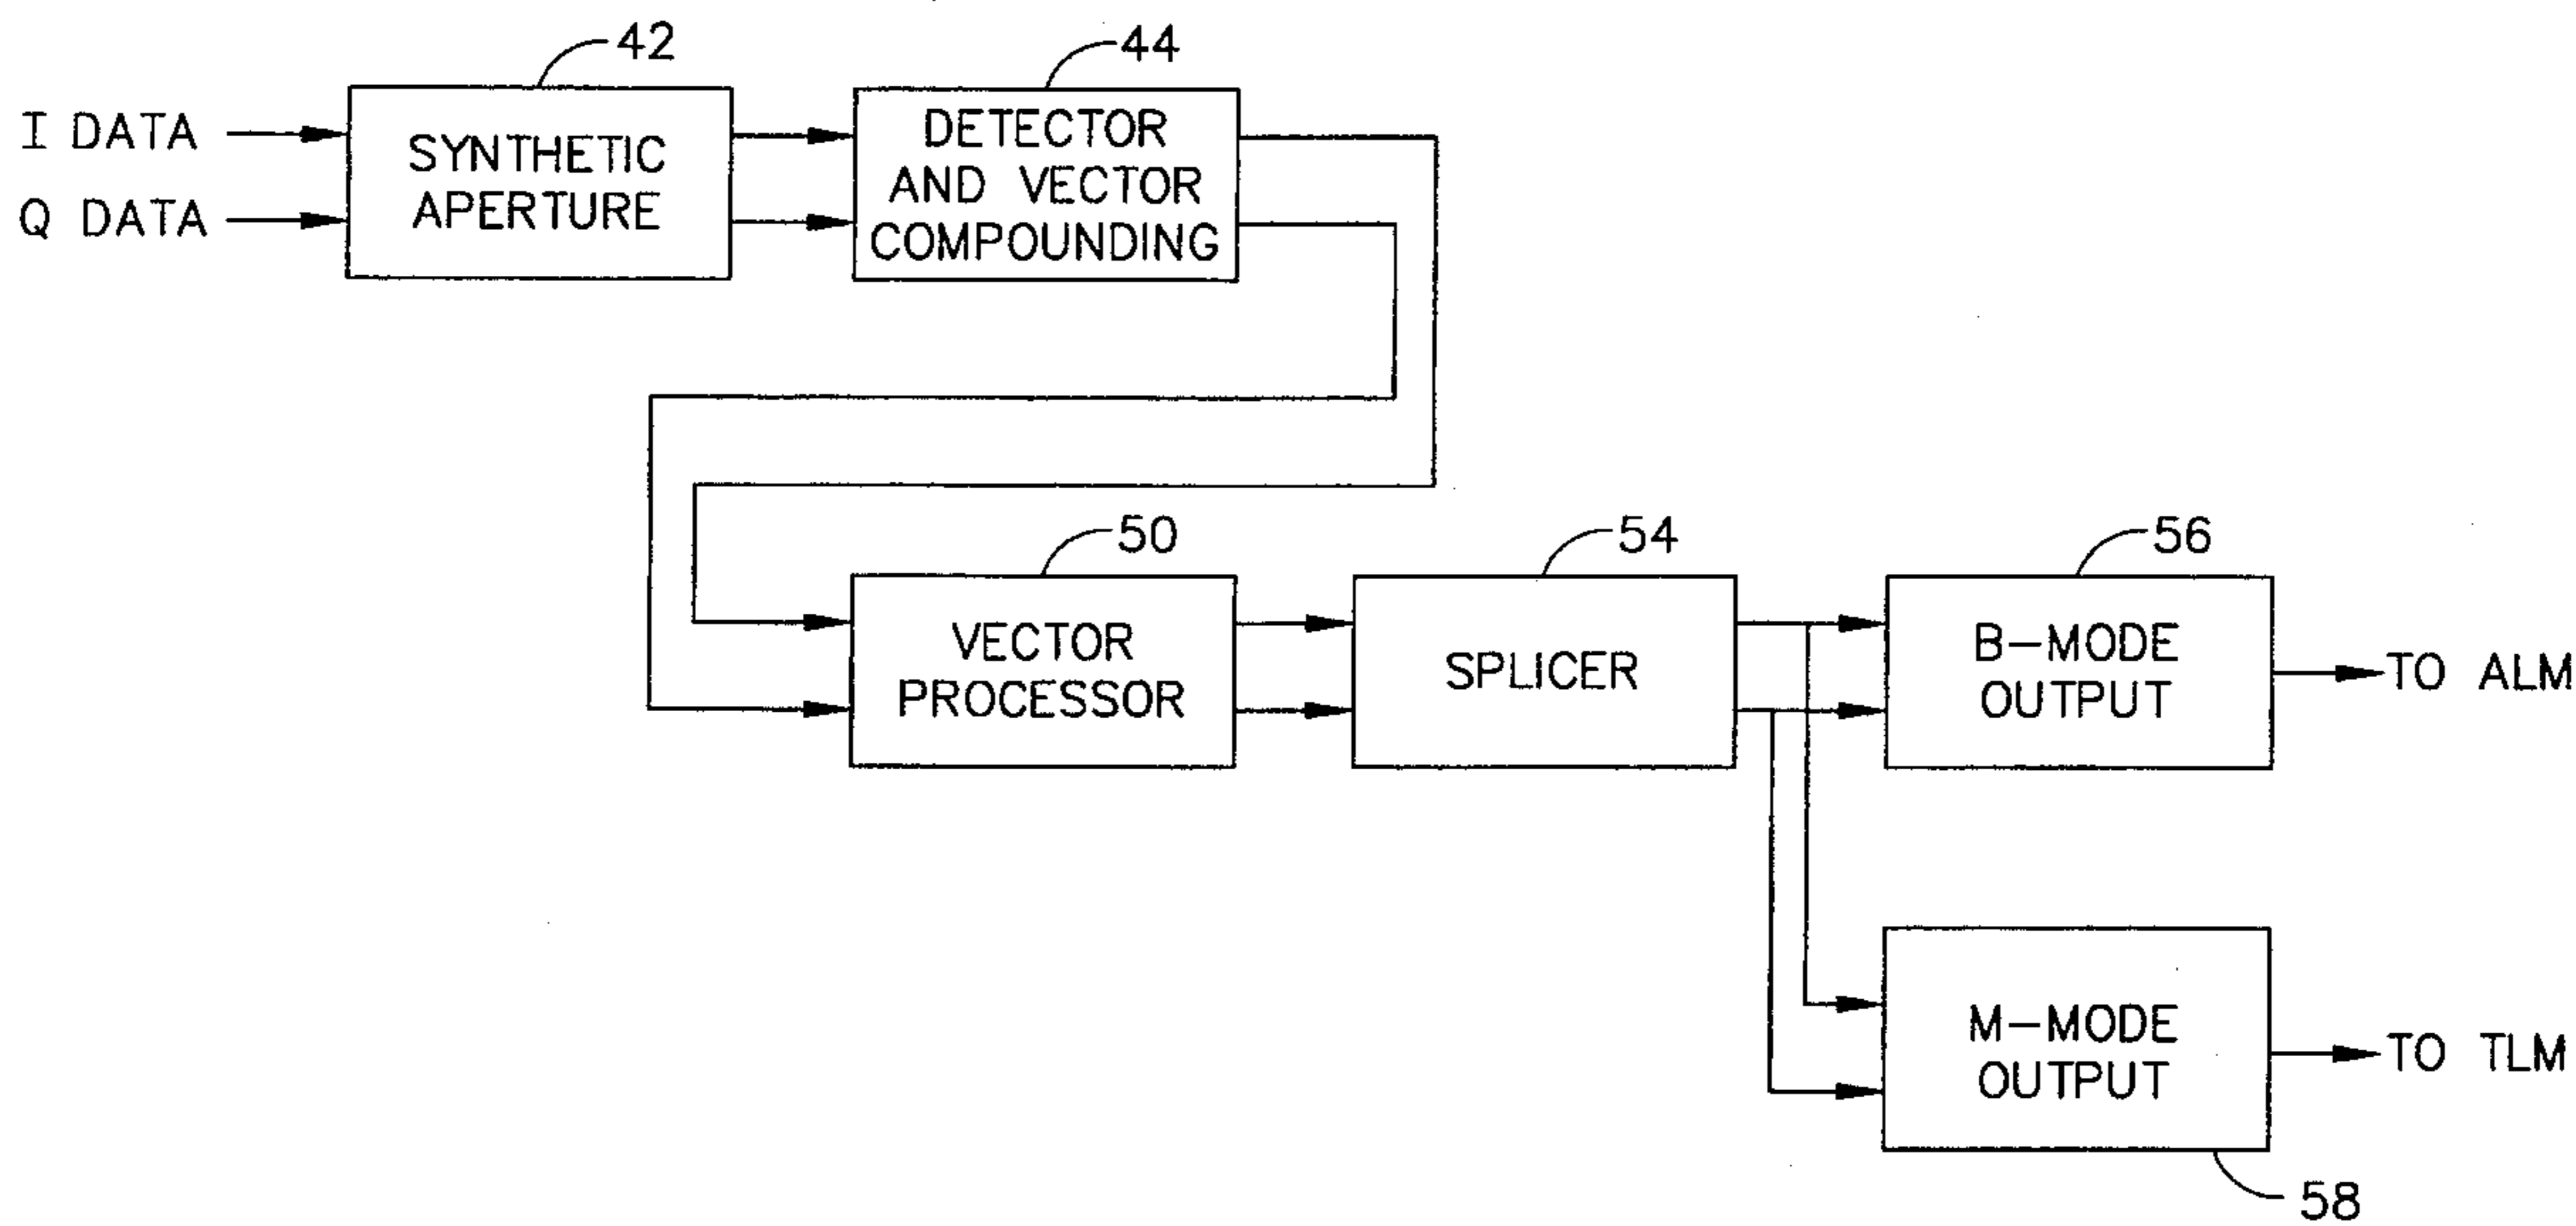 42
44
I DATA
Q DATA
SYNTHETIC
APERTURE
DETECTOR
AND VECTOR
COMPOUNDING
50
54
56
VECTOR
PROCESSOR
SPLICER
B-MODE
OUTPUT
TO ALM
M-MODE
OUTPUT
TO TLM
58